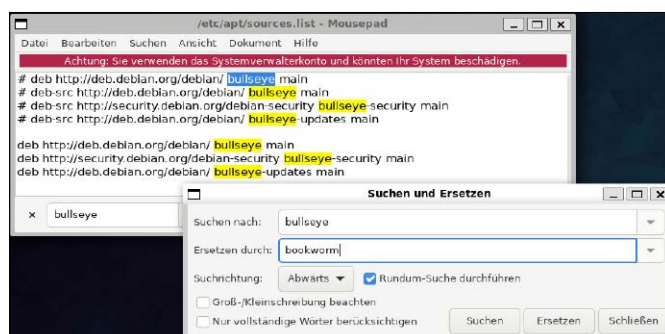 /etc/apt/sources.list - Mousepad
Datei Bearbeiten Suchen Ansicht Dokument Hilfe
Achtung: Sie verwenden das Systemverwalterkonto und könnten Ihr System beschädigen.
# deb http://deb.debian.org/debian/ bullseye main
# deb-src http://deb.debian.org/debian/ bullseye main
# deb-src http://security.debian.org/debian-security bullseye-security main
# deb-src http://deb.debian.org/debian/ bullseye-updates main
deb http://deb.debian.org/debian/ bullseye main
deb http://security.debian.org/debian-security bullseye-security main
deb http://deb.debian.org/debian/ bullseye-updates main
× bullseye
Suchen und Ersetzen
Suchen nach: bullseye
Ersetzen durch: bookworm
Suchrichtung: Abwärts Rundum-Suche durchführen
Groß-/Kleinschreibung beachten
Nur vollständige Wörter berücksichtigen Suchen Ersetzen Schließen